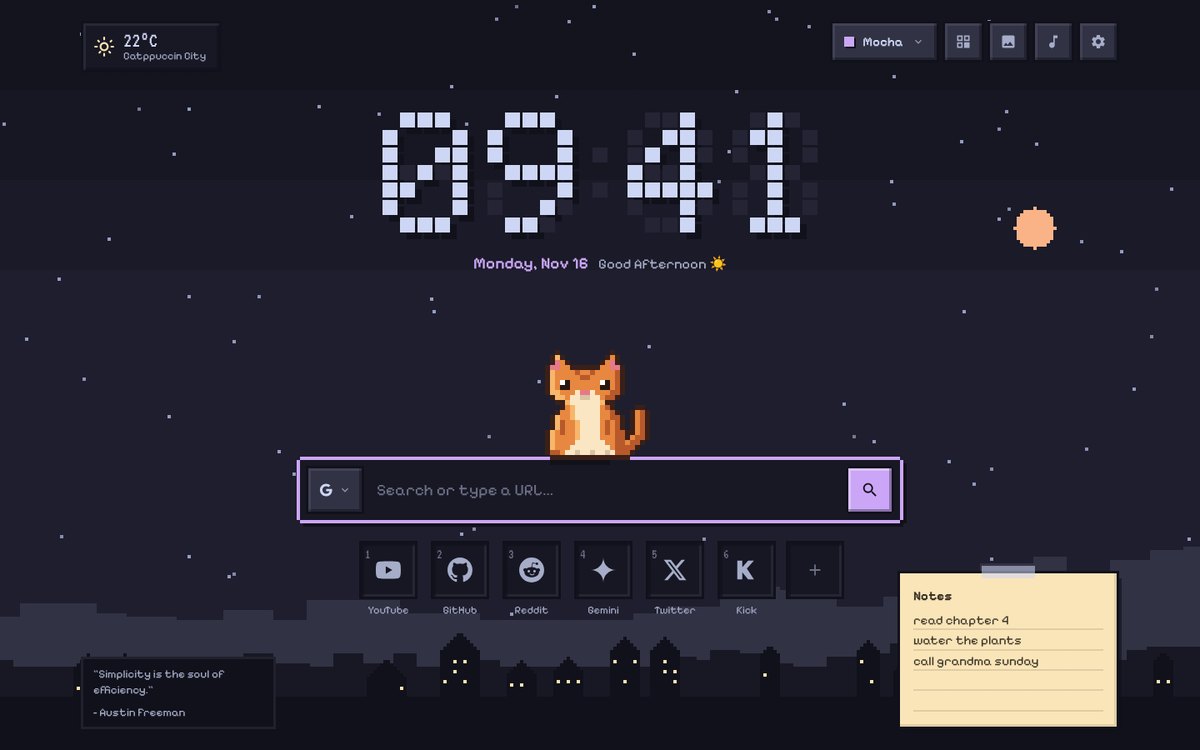 22°C
Catppuccin City
Mocha
09:41
Monday, Nov 16 Good Afternoon
G
Search or type a URL...
1
2
3
4
5
6
K
+
YouTube
GitHub
Reddit
Gemini
Twitter
Kick
Notes
read chapter 4
water the plants
call grandma sunday
"Simplicity is the soul of
efficiency."
- Austin Freeman